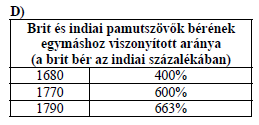 D)
Brit és indiai pamutszövők bérének
egymáshoz viszonyított aránya
(a brit bér az indiai százalékában)
1680 400%
1770 600%
1790 663%